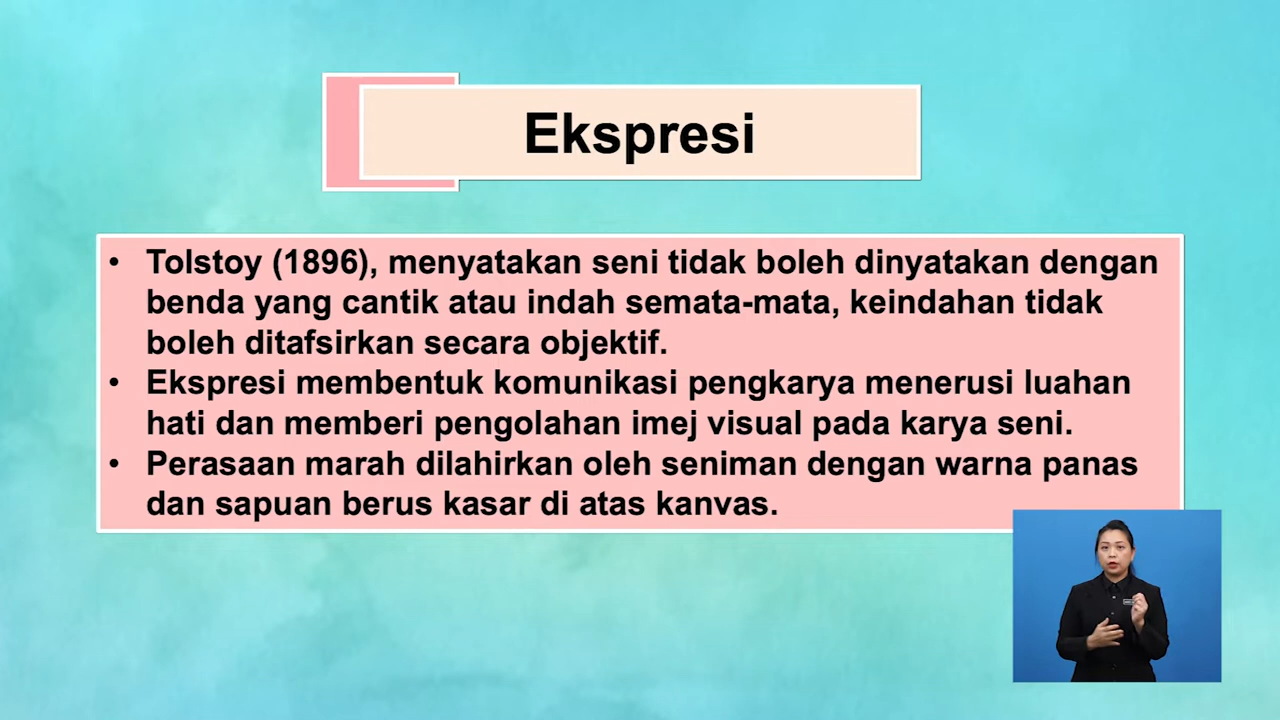 Ekspresi
• Tolstoy (1896), menyatakan seni tidak boleh dinyatakan dengan
benda yang cantik atau indah semata-mata, keindahan tidak
boleh ditafsirkan secara objektif.
• Ekspresi membentuk komunikasi pengkarya menerusi luahan
hati dan memberi pengolahan imej visual pada karya seni.
• Perasaan marah dilahirkan oleh seniman dengan warna panas
dan sapuan berus kasar di atas kanvas.